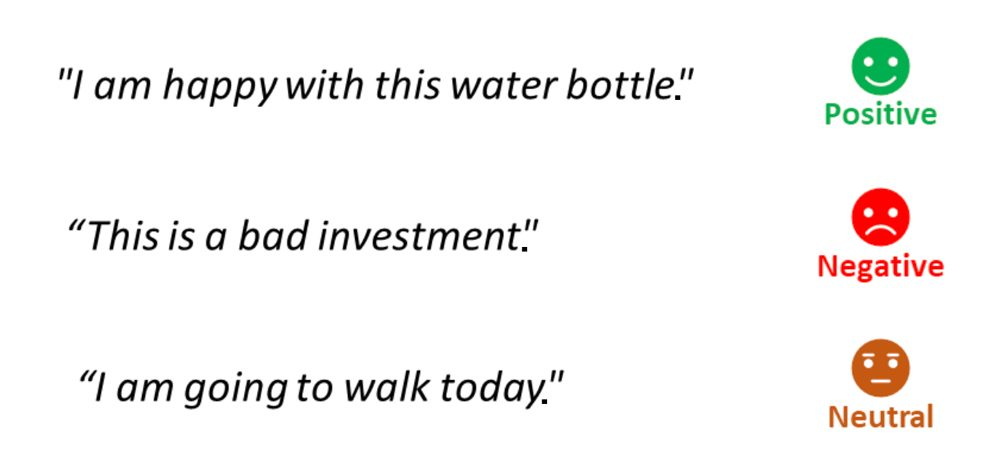 "I am happy with this water bottle."
Positive
“This is a bad investment."
Negative
“I am going to walk today."
Neutral